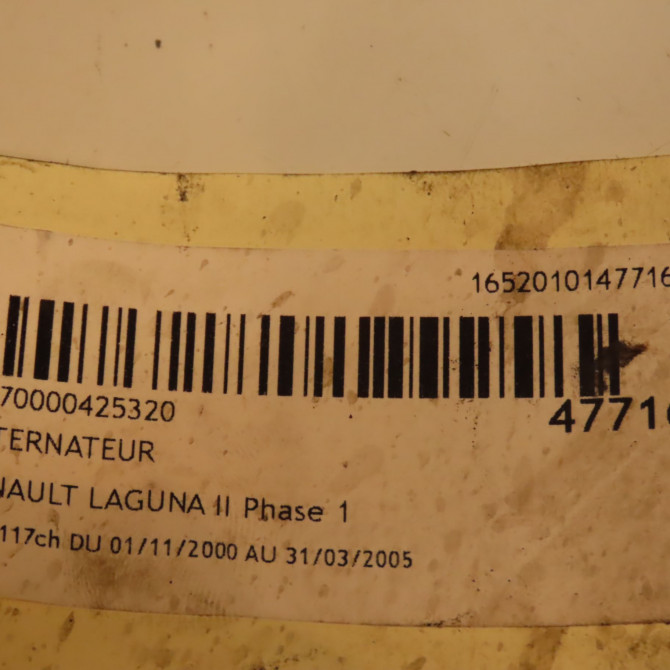 1652010147716
70000425320
47716
TERNATEUR
NAULT LAGUNA II Phase 1
117ch DU 01/11/2000 AU 31/03/2005